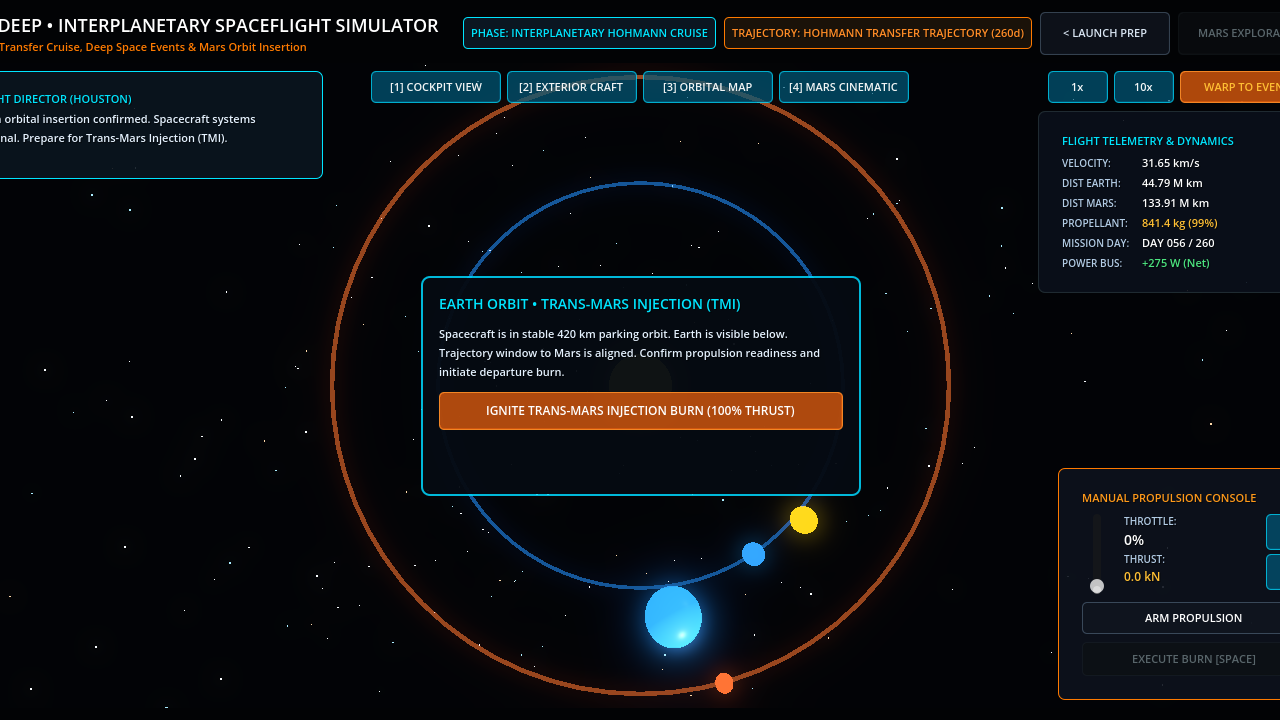 DEEP • INTERPLANETARY SPACEFLIGHT SIMULATOR
Transfer Cruise, Deep Space Events & Mars Orbit Insertion
PHASE: INTERPLANETARY HOHMANN CRUISE
TRAJECTORY: HOHMANN TRANSFER TRAJECTORY (260d)
< LAUNCH PREP
MARS EXPLORA
HT DIRECTOR (HOUSTON)
orbital insertion confirmed. Spacecraft systems
nal. Prepare for Trans-Mars Injection (TMI).
[1] COCKPIT VIEW
[2] EXTERIOR CRAFT
[3] ORBITAL MAP
[4] MARS CINEMATIC
1x
10x
WARP TO EVEN
FLIGHT TELEMETRY & DYNAMICS
VELOCITY: 31.65 km/s
DIST EARTH: 44.79 M km
DIST MARS: 133.91 M km
PROPELLANT: 841.4 kg (99%)
MISSION DAY: DAY 056 / 260
POWER BUS: +275 W (Net)
EARTH ORBIT • TRANS-MARS INJECTION (TMI)
Spacecraft is in stable 420 km parking orbit. Earth is visible below.
Trajectory window to Mars is aligned. Confirm propulsion readiness and
initiate departure burn.
IGNITE TRANS-MARS INJECTION BURN (100% THRUST)
MANUAL PROPULSION CONSOLE
THROTTLE:
0%
THRUST:
0.0 kN
ARM PROPULSION
EXECUTE BURN [SPACE]